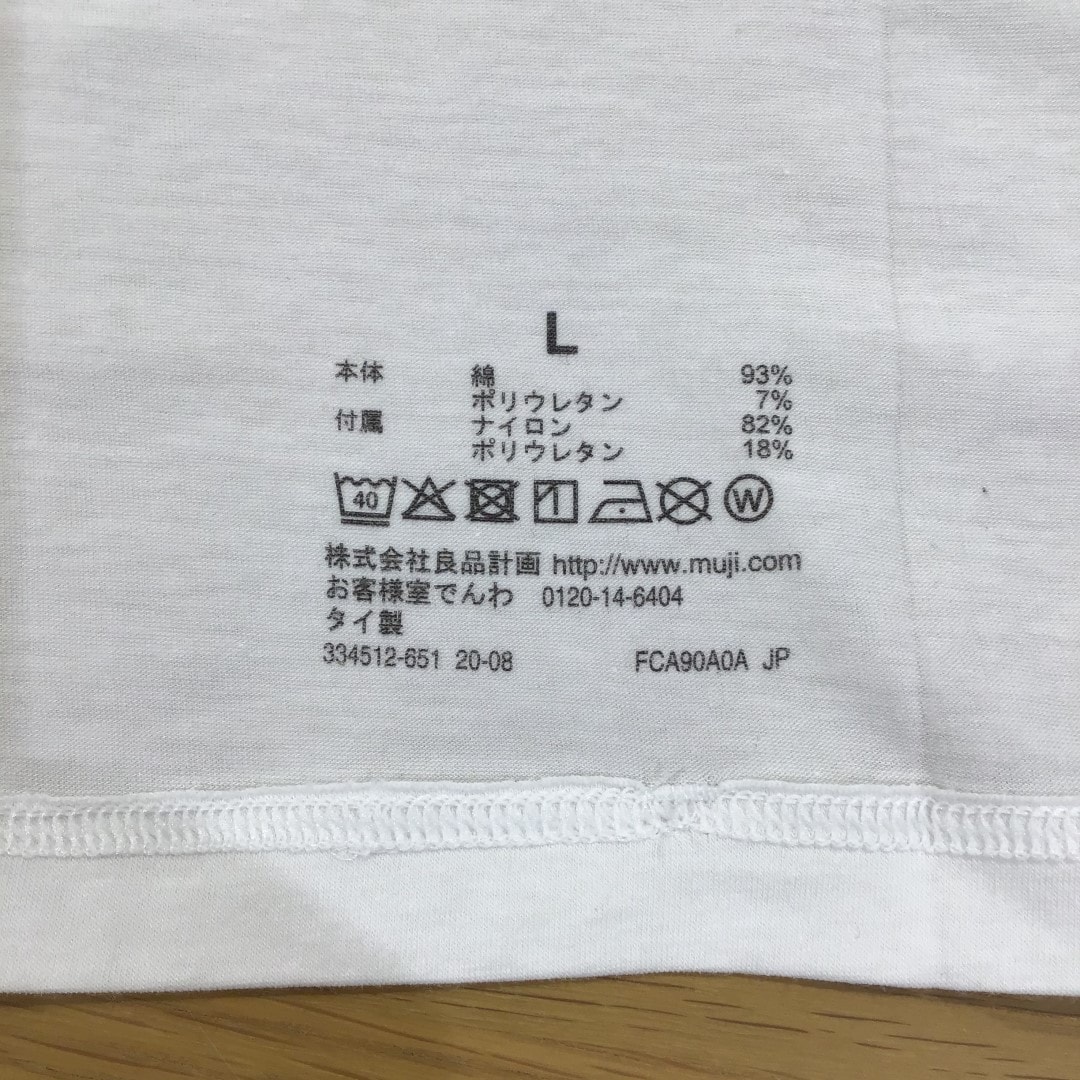 L
本体 綿 93%
ポリウレタン 7%
付属 ナイロン 82%
ポリウレタン 18%
40 W
株式会社良品計画 http://www.muji.com
お客様室でんわ 0120-14-6404
タイ製
334512-651 20-08 FCA90A0A JP